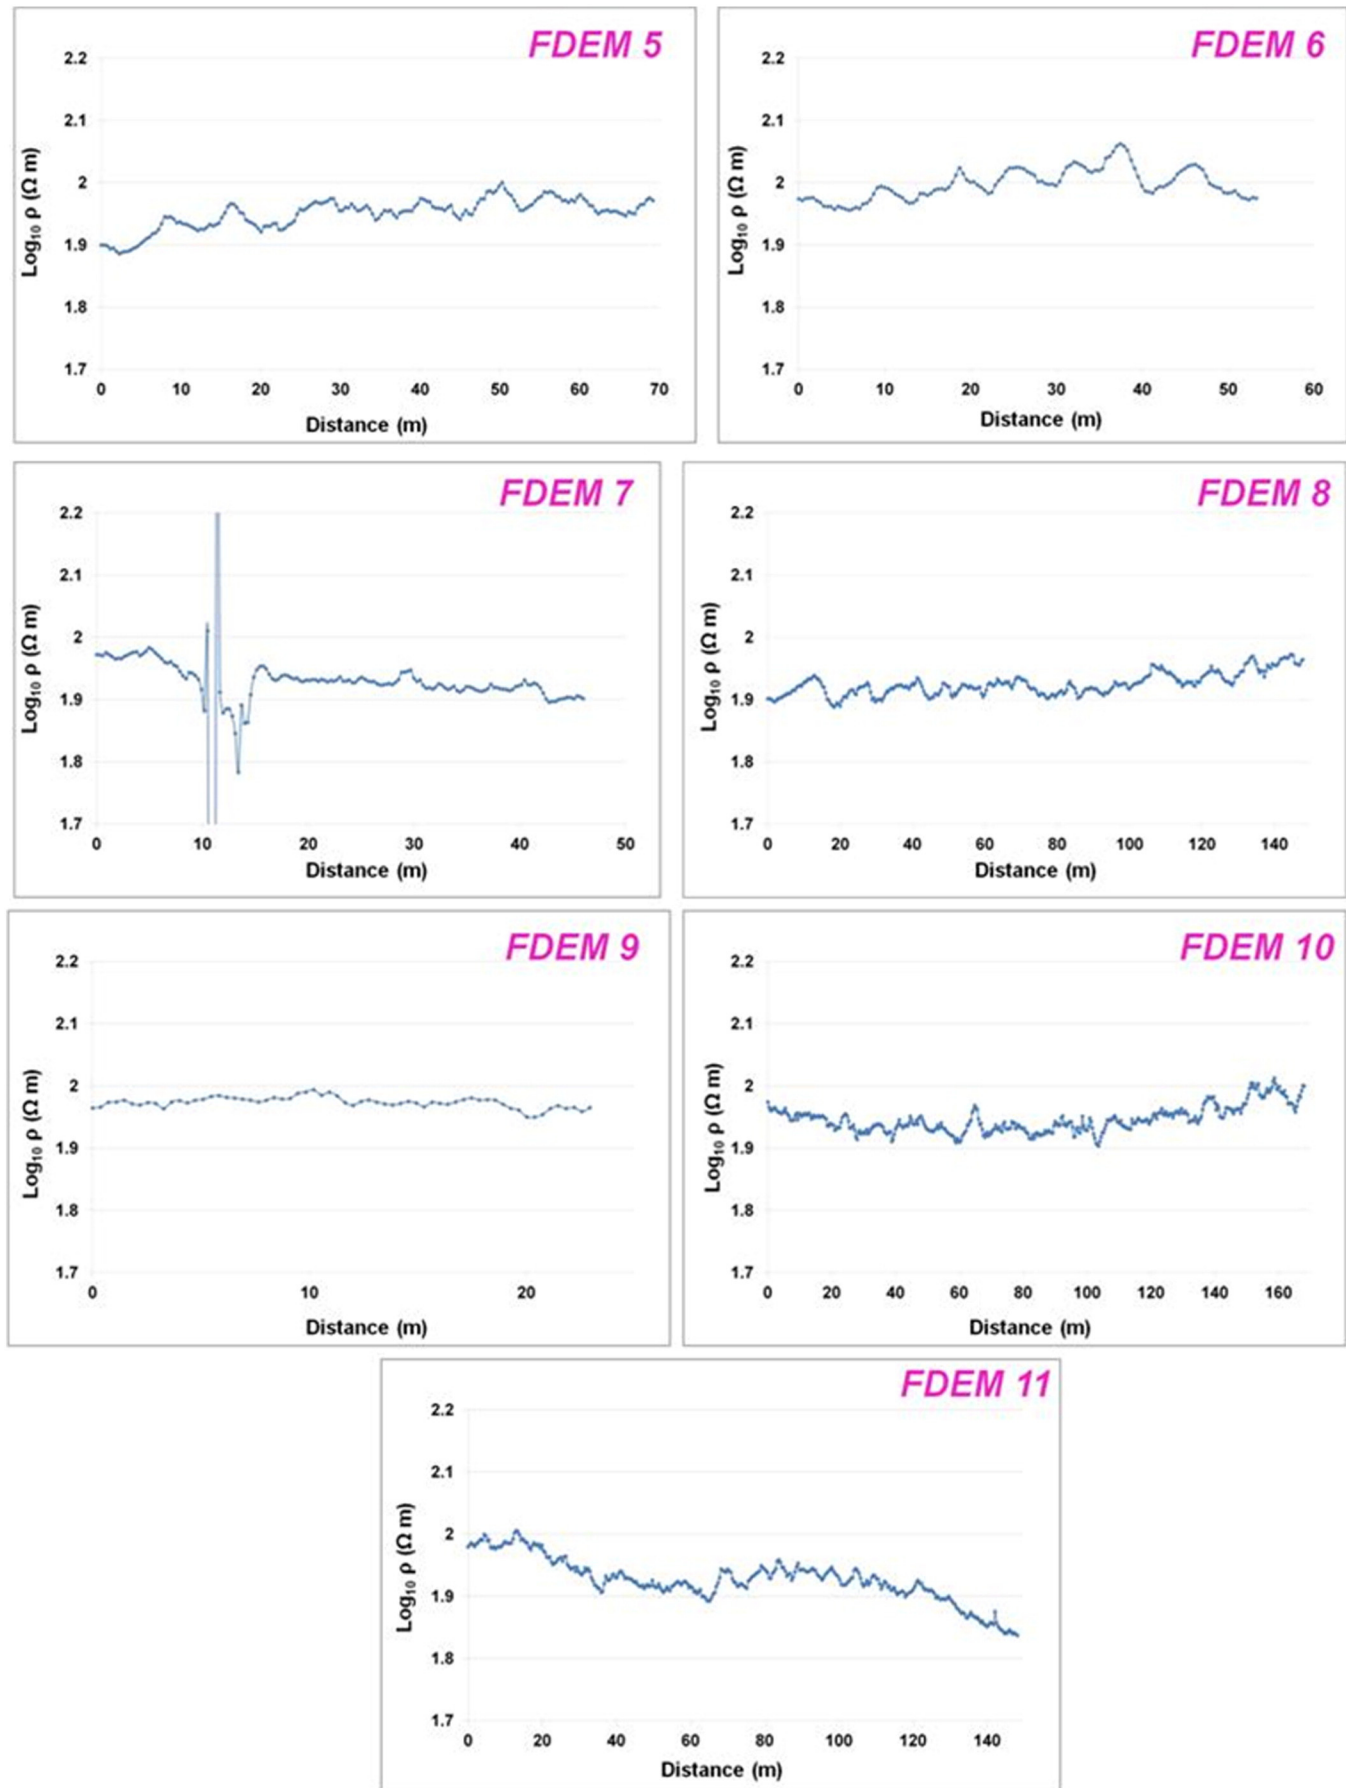 FDEM 5
2.2
2.1
2
1.9
1.8
1.7
Log₁₀ ρ (Ω m)
0 10 20 30 40 50 60 70
Distance (m)
FDEM 6
2.2
2.1
2
1.9
1.8
1.7
Log₁₀ ρ (Ω m)
0 10 20 30 40 50 60
Distance (m)
FDEM 7
2.2
2.1
2
1.9
1.8
1.7
Log₁₀ ρ (Ω m)
0 10 20 30 40 50
Distance (m)
FDEM 8
2.2
2.1
2
1.9
1.8
1.7
Log₁₀ ρ (Ω m)
0 20 40 60 80 100 120 140
Distance (m)
FDEM 9
2.2
2.1
2
1.9
1.8
1.7
Log₁₀ ρ (Ω m)
0 10 20
Distance (m)
FDEM 10
2.2
2.1
2
1.9
1.8
1.7
Log₁₀ ρ (Ω m)
0 20 40 60 80 100 120 140 160
Distance (m)
FDEM 11
2.2
2.1
2
1.9
1.8
1.7
Log₁₀ ρ (Ω m)
0 20 40 60 80 100 120 140
Distance (m)